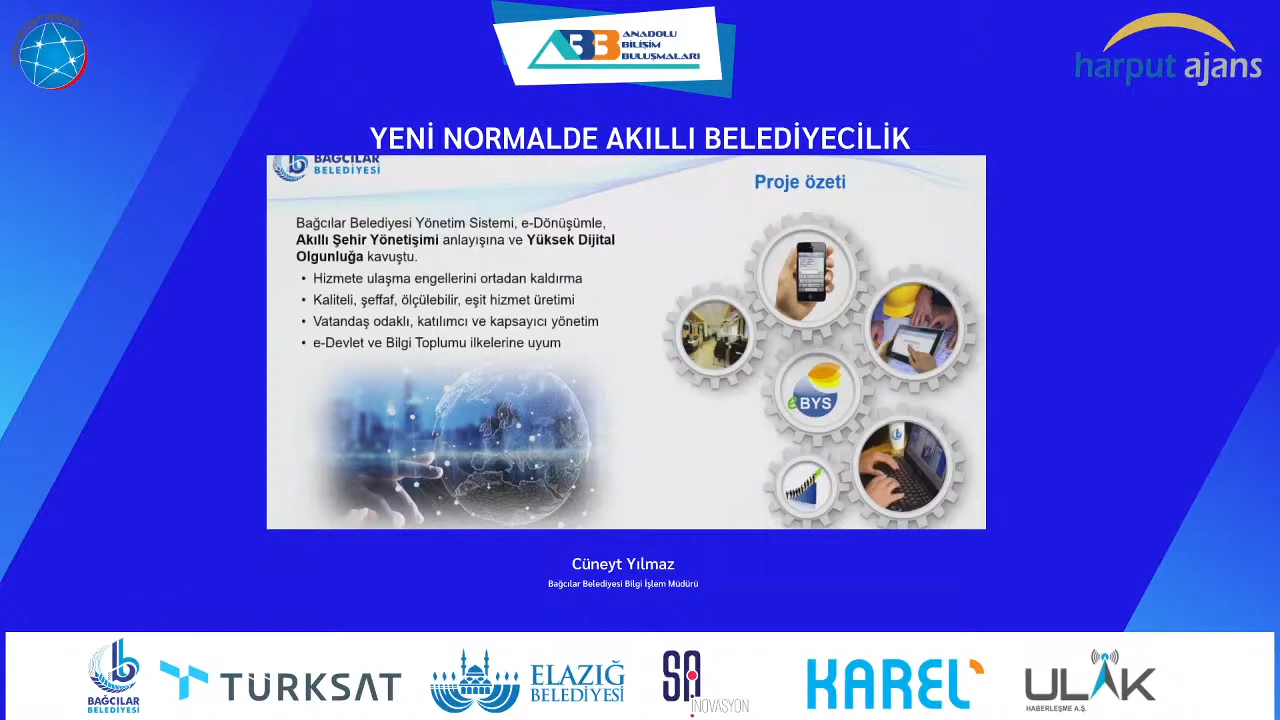 ANADOLU
BİLİŞİM
BULUŞMALARI
harput ajans
YENİ NORMALDE AKILLI BELEDİYECİLİK
BAĞCILAR
BELEDİYESİ
Proje özeti
Bağcılar Belediyesi Yönetim Sistemi, e-Dönüşümle,
Akıllı Şehir Yönetişimi anlayışına ve Yüksek Dijital
Olgunluğa kavuştu.
• Hizmete ulaşma engellerini ortadan kaldırma
• Kaliteli, şeffaf, ölçülebilir, eşit hizmet üretimi
• Vatandaş odaklı, katılımcı ve kapsayıcı yönetim
• e-Devlet ve Bilgi Toplumu ilkelerine uyum
eBYS
Cüneyt Yılmaz
Bağcılar Belediyesi Bilgi İşlem Müdürü
BAĞCILAR
BELEDİYESİ
TÜRKSAT
ELAZIĞ
BELEDİYESİ
SA
İNOVASYON
KAREL
ULAK
HABERLEŞME A.Ş.